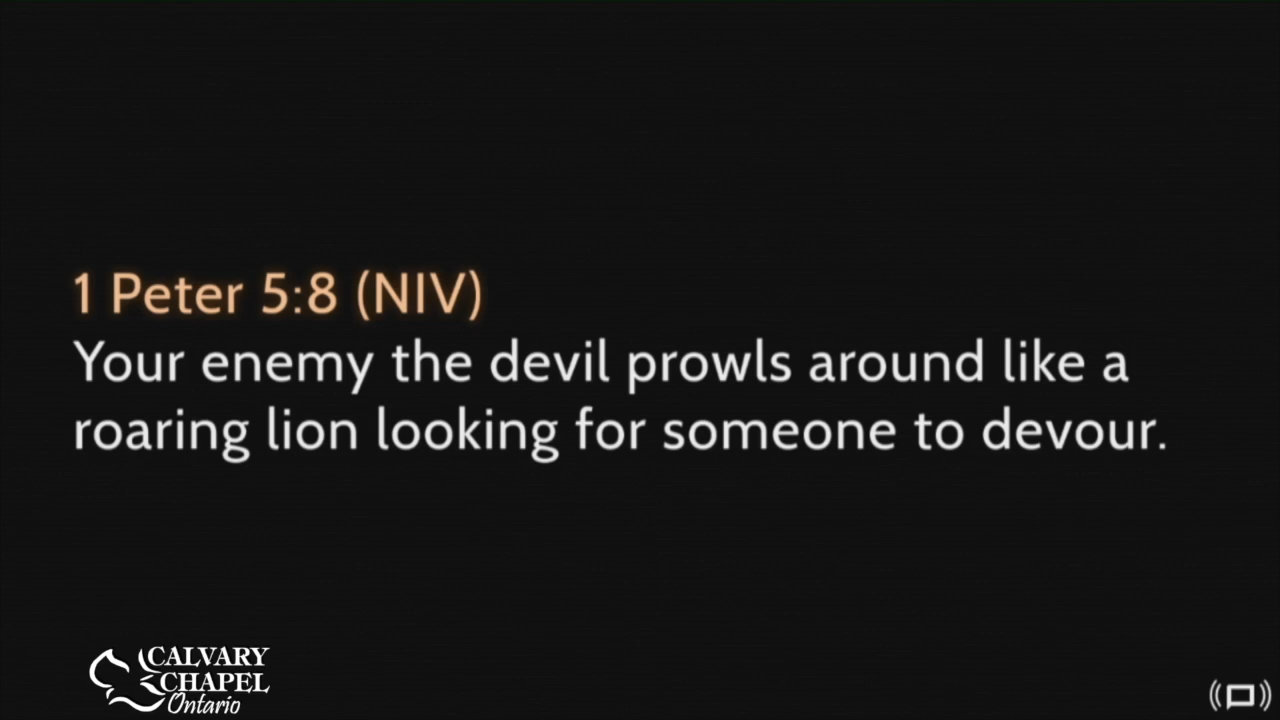 1 Peter 5:8 (NIV)
Your enemy the devil prowls around like a
roaring lion looking for someone to devour.
CALVARY
CHAPEL
Ontario